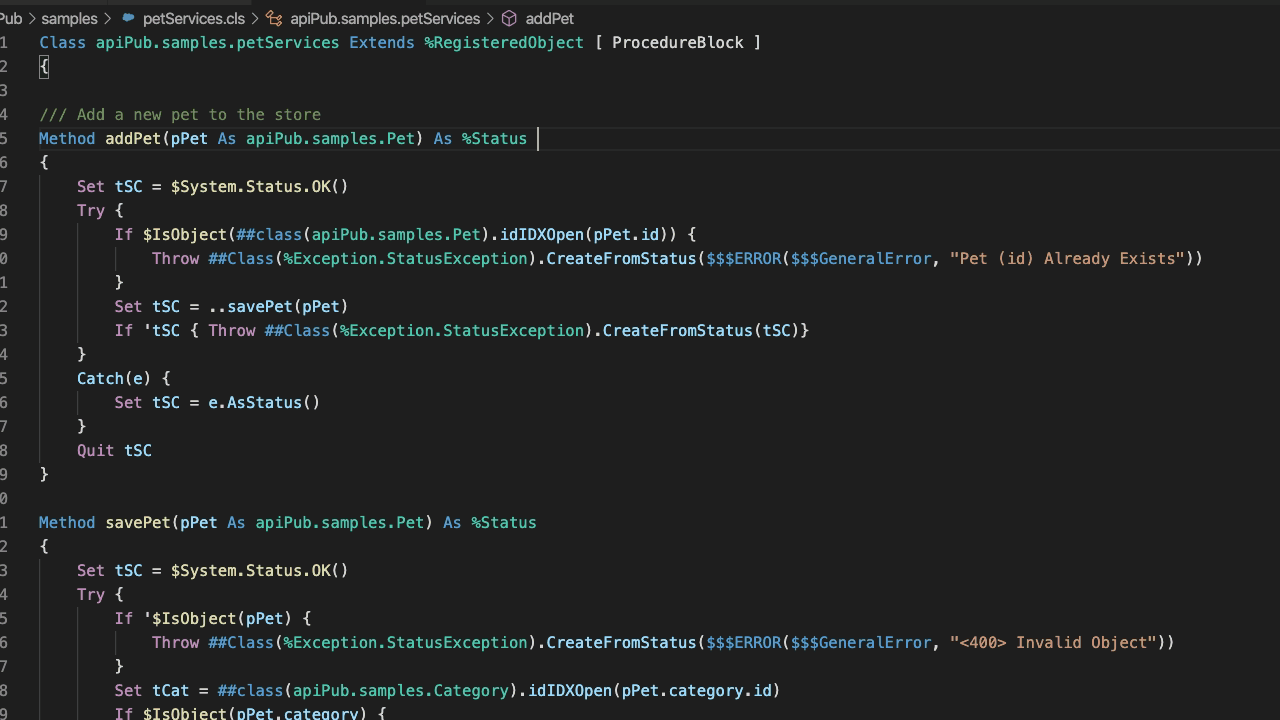 Pub > samples > petServices.cls > apiPub.samples.petServices > addPet
1 Class apiPub.samples.petServices Extends %RegisteredObject [ ProcedureBlock ]
2 {
3
4 /// Add a new pet to the store
5 Method addPet(pPet As apiPub.samples.Pet) As %Status
6 {
7     Set tSC = $System.Status.OK()
8     Try {
9         If $IsObject(##class(apiPub.samples.Pet).idIDXOpen(pPet.id)) {
0             Throw ##Class(%Exception.StatusException).CreateFromStatus($$$ERROR($$$GeneralError, "Pet (id) Already Exists"))
1         }
2         Set tSC = ..savePet(pPet)
3         If 'tSC { Throw ##Class(%Exception.StatusException).CreateFromStatus(tSC)}
4     }
5     Catch(e) {
6         Set tSC = e.AsStatus()
7     }
8     Quit tSC
9 }
0
1 Method savePet(pPet As apiPub.samples.Pet) As %Status
2 {
3     Set tSC = $System.Status.OK()
4     Try {
5         If '$IsObject(pPet) {
6             Throw ##Class(%Exception.StatusException).CreateFromStatus($$$ERROR($$$GeneralError, "<400> Invalid Object"))
7         }
8         Set tCat = ##class(apiPub.samples.Category).idIDXOpen(pPet.category.id)
9         If $IsObject(pPet.category) {